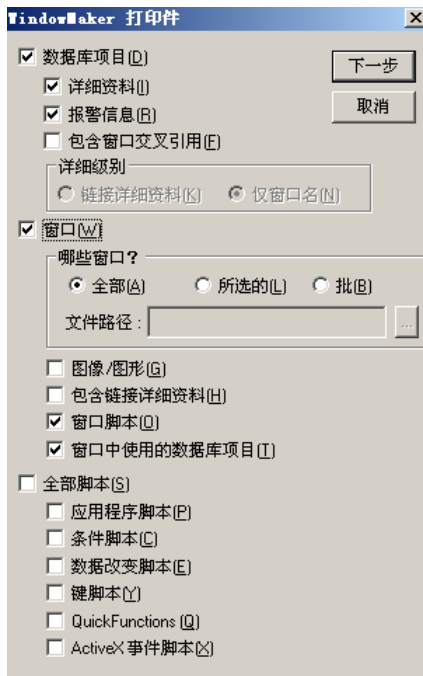 WindowMaker 打印件
数据库项目(D)
下一步
详细资料(I)
报警信息(R)
取消
包含窗口交叉引用(F)
详细级别
链接详细资料(K) 仅窗口名(N)
窗口(W)
哪些窗口?
全部(A) 所选的(L) 批(B)
文件路径: ...
图像/图形(G)
包含链接详细资料(H)
窗口脚本(O)
窗口中使用的数据库项目(T)
全部脚本(S)
应用程序脚本(P)
条件脚本(C)
数据改变脚本(E)
键脚本(Y)
QuickFunctions (Q)
ActiveX 事件脚本(X)